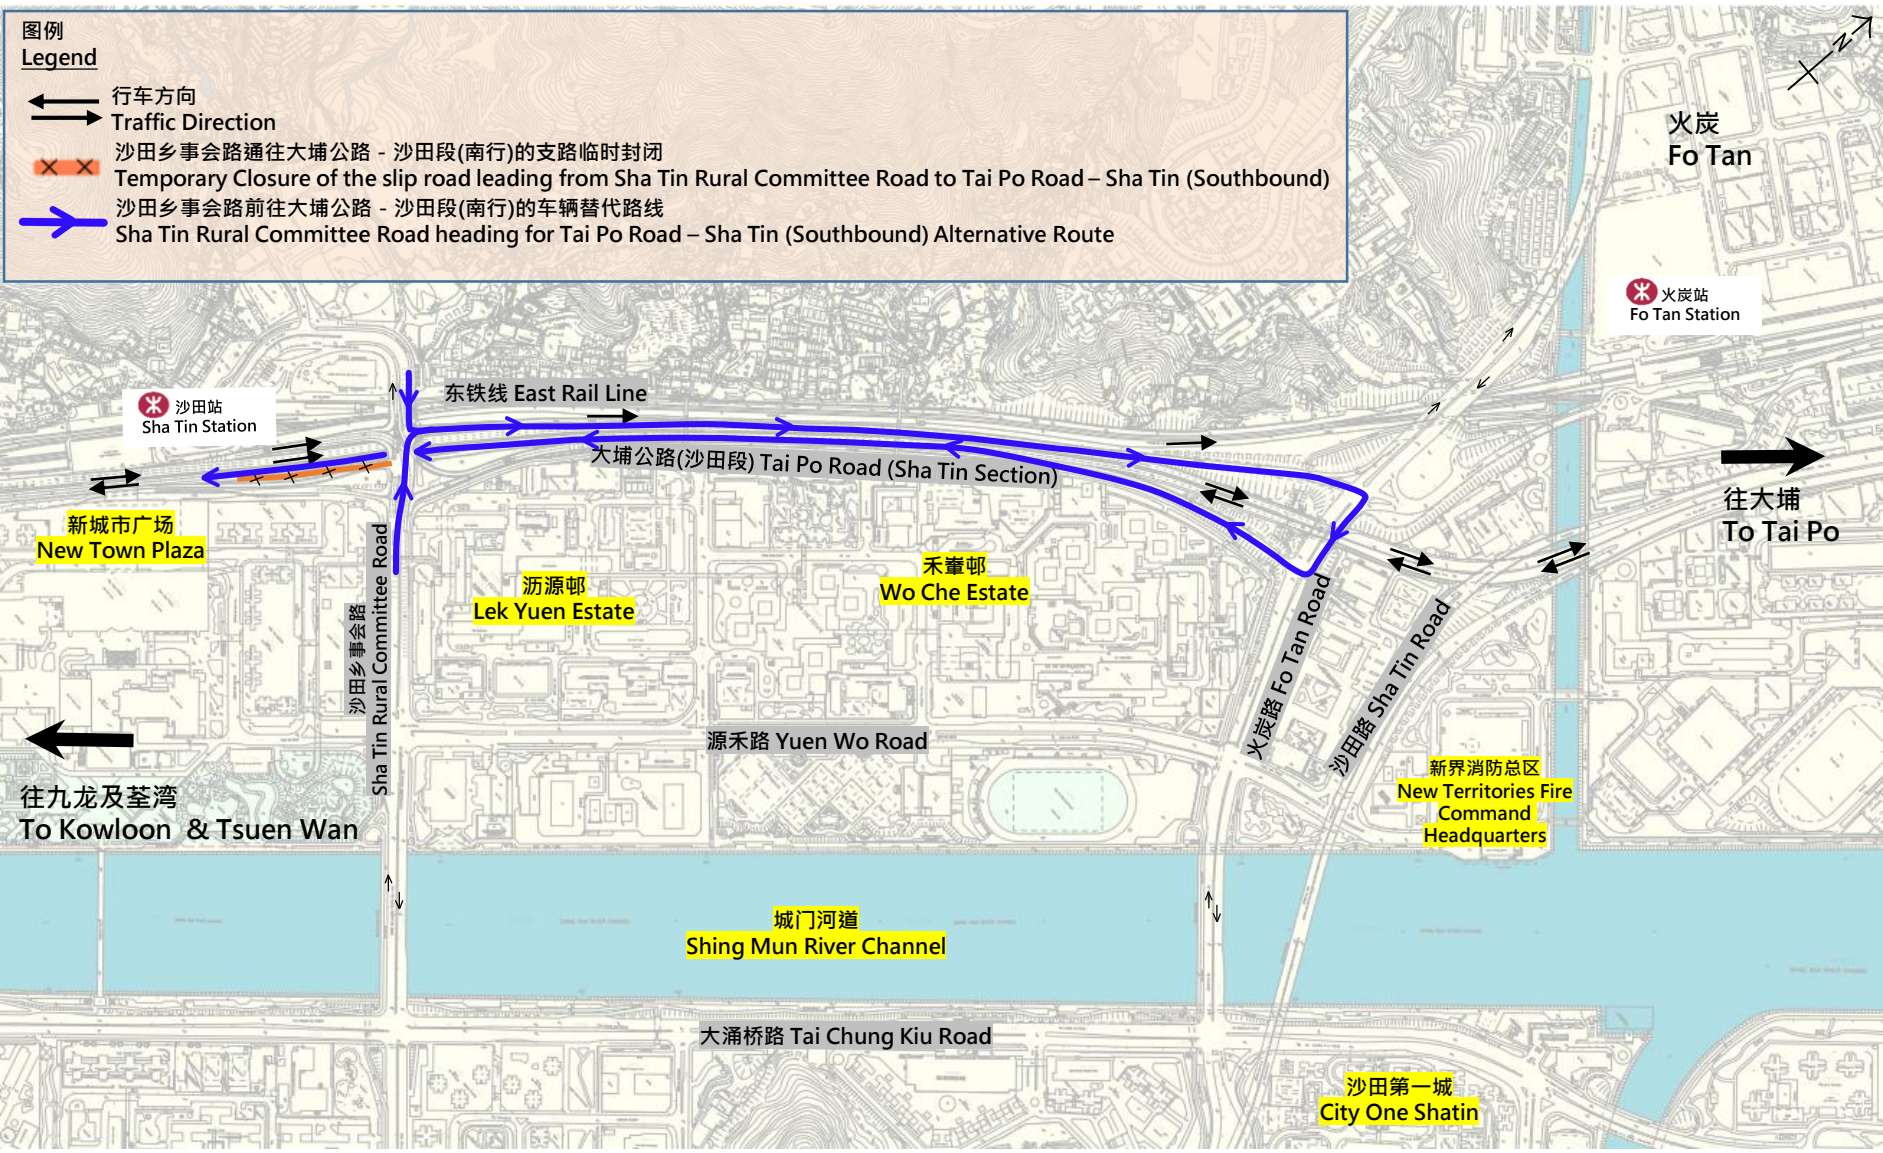 图例
Legend
行车方向
Traffic Direction
沙田乡事会路通往大埔公路 - 沙田段(南行)的支路临时封闭
Temporary Closure of the slip road leading from Sha Tin Rural Committee Road to Tai Po Road – Sha Tin (Southbound)
沙田乡事会路前往大埔公路 - 沙田段(南行)的车辆替代路线
Sha Tin Rural Committee Road heading for Tai Po Road – Sha Tin (Southbound) Alternative Route
N
火炭
Fo Tan
火炭站
Fo Tan Station
东铁线 East Rail Line
沙田站
Sha Tin Station
大埔公路(沙田段) Tai Po Road (Sha Tin Section)
往大埔
To Tai Po
新城市广场
New Town Plaza
沥源邨
Lek Yuen Estate
禾輋邨
Wo Che Estate
沙田乡事会路
Sha Tin Rural Committee Road
火炭路 Fo Tan Road
沙田路 Sha Tin Road
源禾路 Yuen Wo Road
往九龙及荃湾
To Kowloon & Tsuen Wan
新界消防总区
New Territories Fire
Command
Headquarters
城门河道
Shing Mun River Channel
大涌桥路 Tai Chung Kiu Road
沙田第一城
City One Shatin